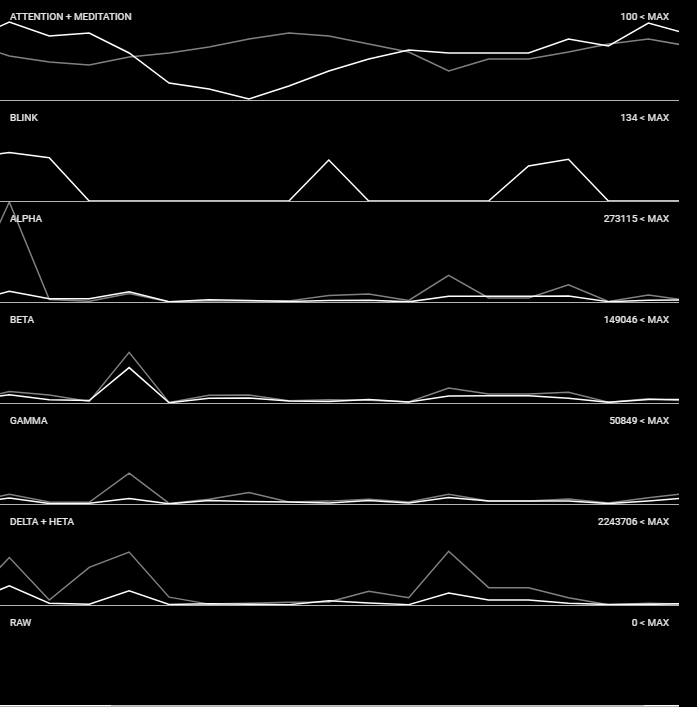 ATTENTION + MEDITATION 100 < MAX
BLINK 134 < MAX
ALPHA 273115 < MAX
BETA 149046 < MAX
GAMMA 50849 < MAX
DELTA + HETA 2243706 < MAX
RAW 0 < MAX